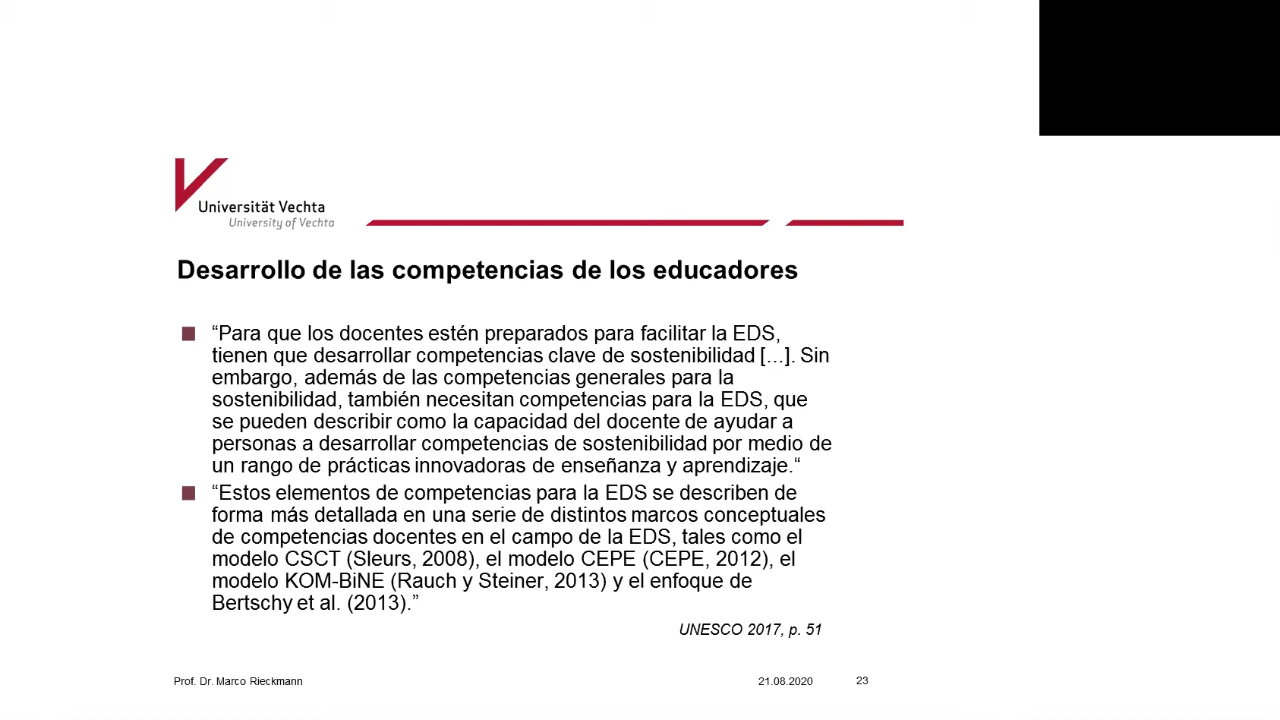 Universität Vechta
University of Vechta
Desarrollo de las competencias de los educadores
“Para que los docentes estén preparados para facilitar la EDS,
tienen que desarrollar competencias clave de sostenibilidad [...]. Sin
embargo, además de las competencias generales para la
sostenibilidad, también necesitan competencias para la EDS, que
se pueden describir como la capacidad del docente de ayudar a
personas a desarrollar competencias de sostenibilidad por medio de
un rango de prácticas innovadoras de enseñanza y aprendizaje.“
“Estos elementos de competencias para la EDS se describen de
forma más detallada en una serie de distintos marcos conceptuales
de competencias docentes en el campo de la EDS, tales como el
modelo CSCT (Sleurs, 2008), el modelo CEPE (CEPE, 2012), el
modelo KOM-BiNE (Rauch y Steiner, 2013) y el enfoque de
Bertschy et al. (2013).”
UNESCO 2017, p. 51
Prof. Dr. Marco Rieckmann
21.08.2020
23